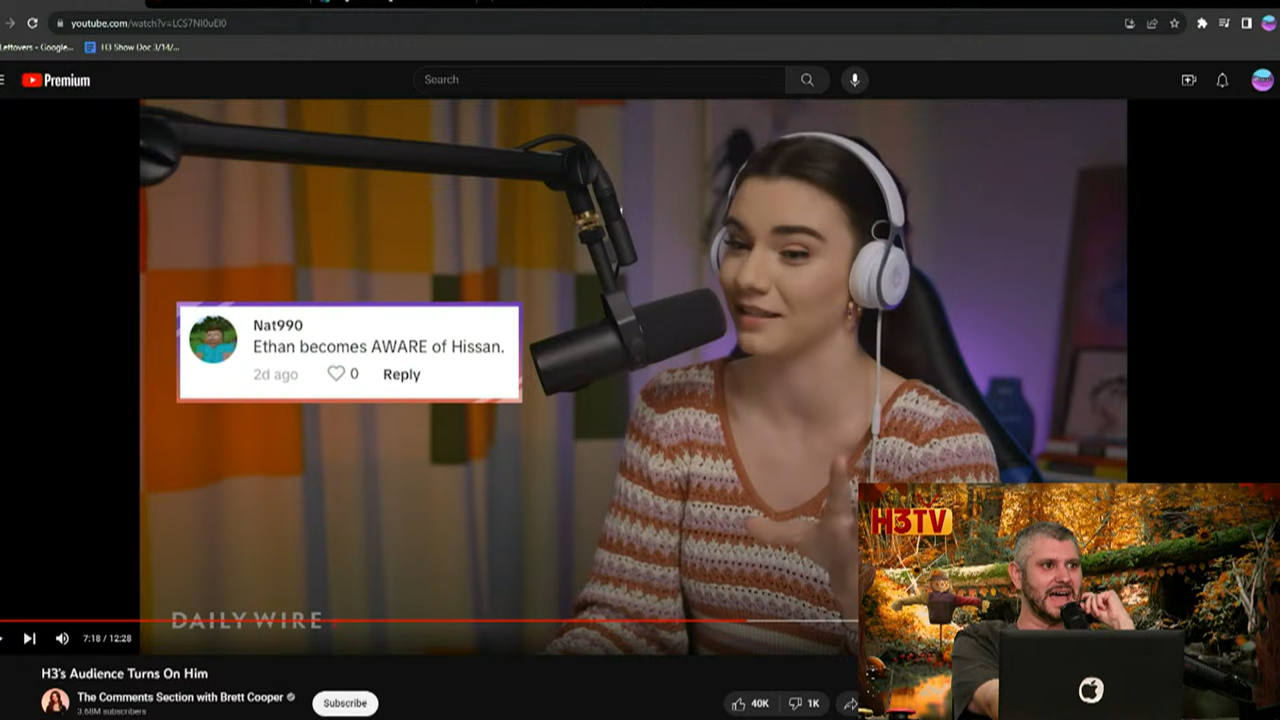 youtube.com/watch?v=LCS7NI0uEI0
Leftovers - Google...
H3 Show Doc 3/14/...
Premium
Search
Nat990
Ethan becomes AWARE of Hissan.
2d ago
0
Reply
H3TV
DAILY WIRE
7:18 / 12:28
H3's Audience Turns On Him
The Comments Section with Brett Cooper
3.68M subscribers
Subscribe
40K
1K